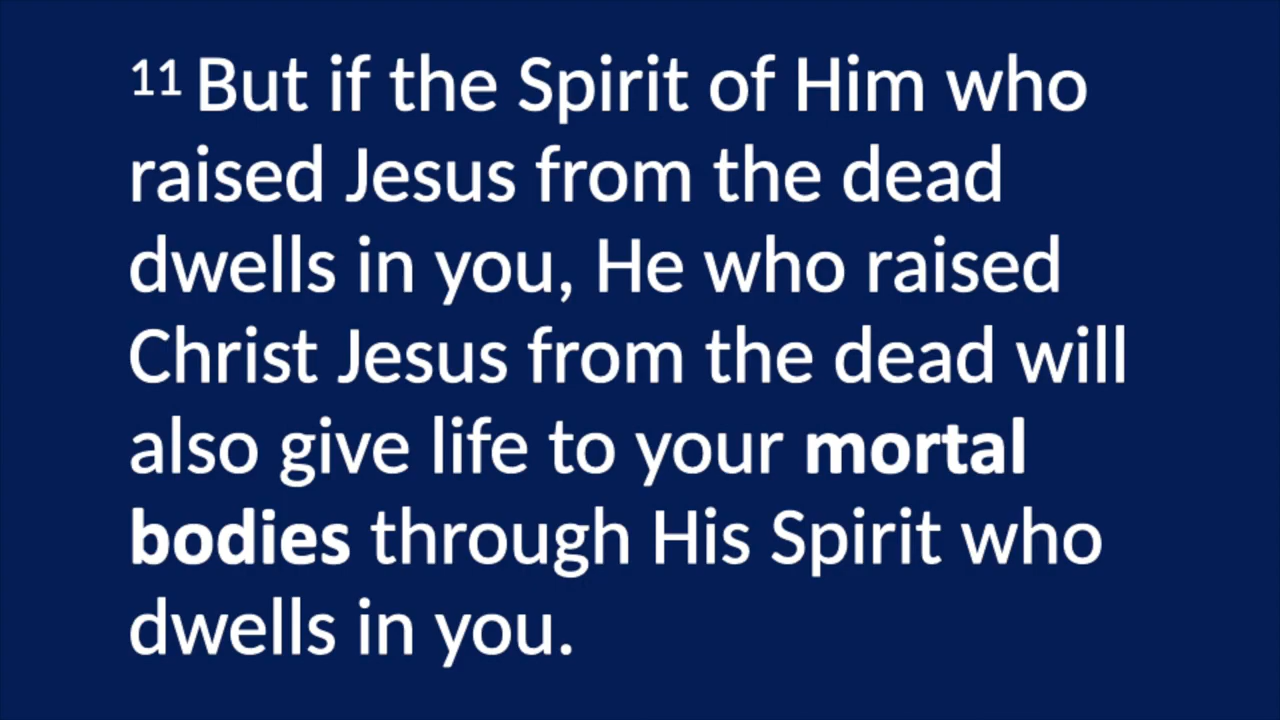 11 But if the Spirit of Him who
raised Jesus from the dead
dwells in you, He who raised
Christ Jesus from the dead will
also give life to your mortal
bodies through His Spirit who
dwells in you.